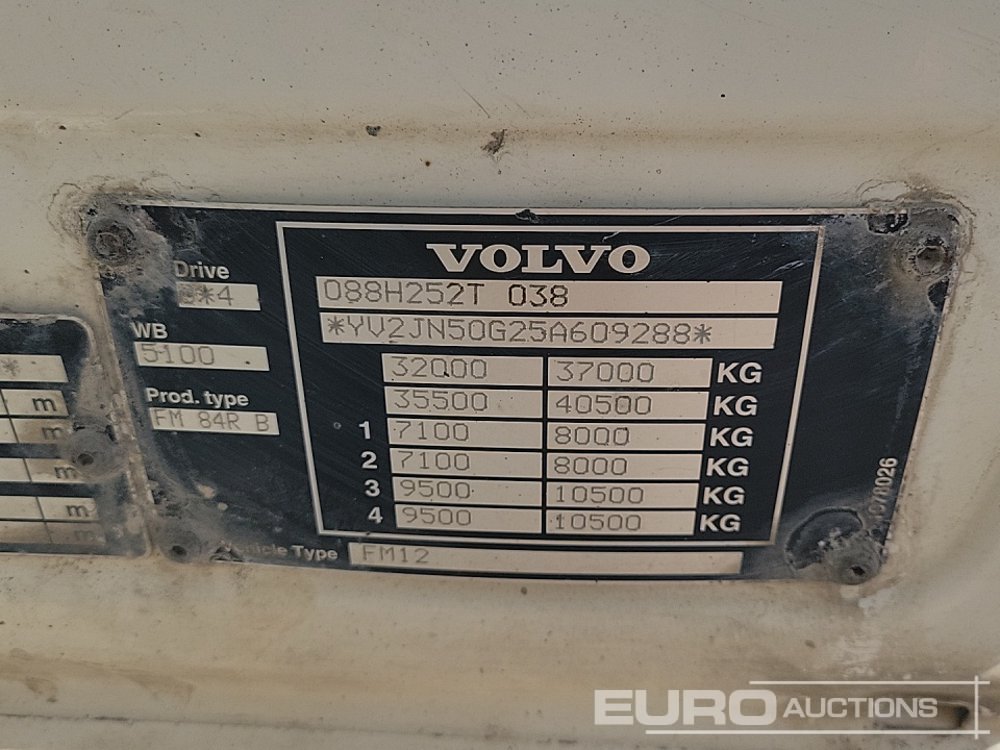 VOLVO
Drive
8*4
088H252T 038
*YV2JN50G25A609288*
WB
5100
32000 37000 KG
35500 40500 KG
Prod. type
FM 84R B
1 7100 8000 KG
2 7100 8000 KG
3 9500 10500 KG
4 9500 10500 KG
Vehicle Type FM12
*
m
m
m
m
m
EURO AUCTIONS